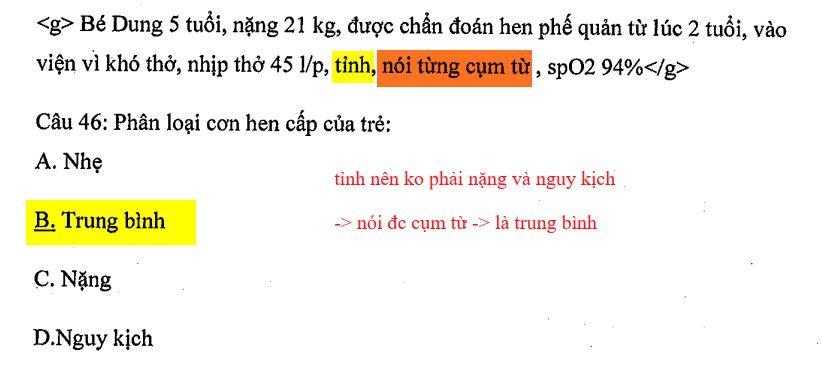 <g> Bé Dung 5 tuổi, nặng 21 kg, được chẩn đoán hen phế quản từ lúc 2 tuổi, vào
viện vì khó thở, nhịp thở 45 l/p, tỉnh, nói từng cụm từ , spO2 94%</g>
Câu 46: Phân loại cơn hen cấp của trẻ:
A. Nhẹ
tỉnh nên ko phải nặng và nguy kịch
B. Trung bình
-> nói đc cụm từ -> là trung bình
C. Nặng
D.Nguy kịch